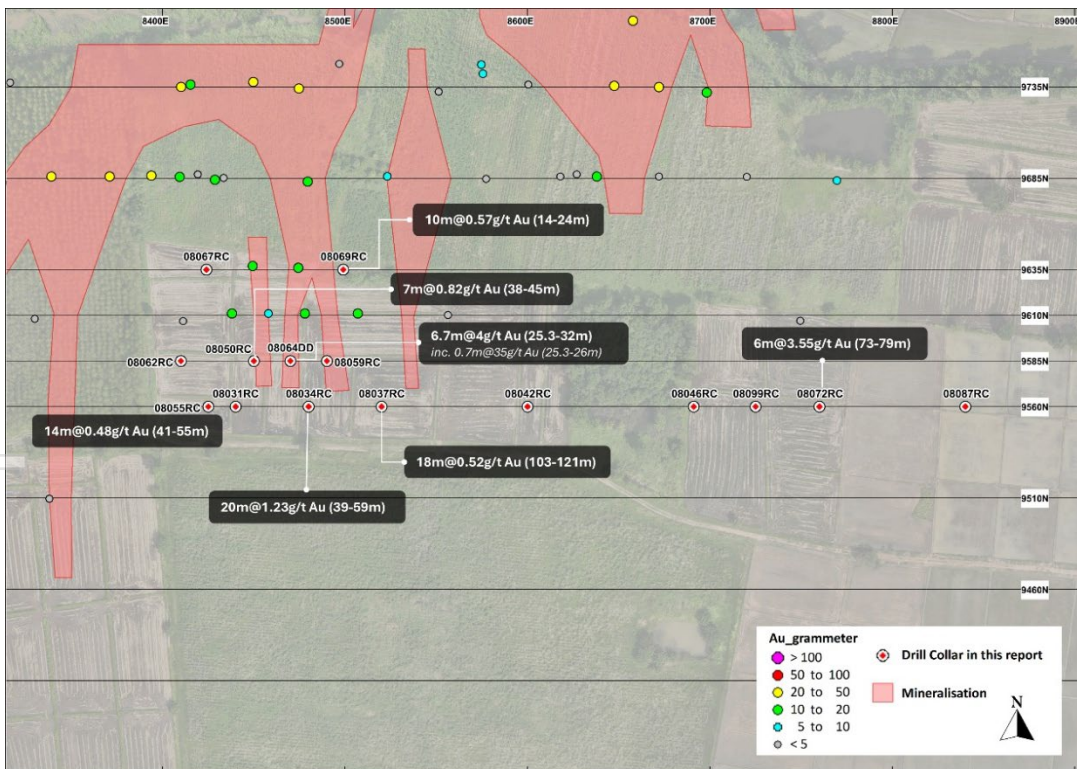 8400E
8500E
8600E
8700E
8800E
8900E
9735N
9685N
10m@0.57g/t Au (14-24m)
08067RC
08069RC
9635N
7m@0.82g/t Au (38-45m)
9610N
6.7m@4g/t Au (25.3-32m)
inc. 0.7m@35g/t Au (25.3-26m)
6m@3.55g/t Au (73-79m)
08050RC
08064DD
08062RC
08059RC
9585N
08031RC
08034RC
08037RC
08042RC
08046RC
08099RC
08072RC
08087RC
08055RC
9560N
14m@0.48g/t Au (41-55m)
18m@0.52g/t Au (103-121m)
20m@1.23g/t Au (39-59m)
9510N
9460N
Au_grammeter
> 100
50 to 100
20 to 50
10 to 20
5 to 10
< 5
Drill Collar in this report
Mineralisation
N